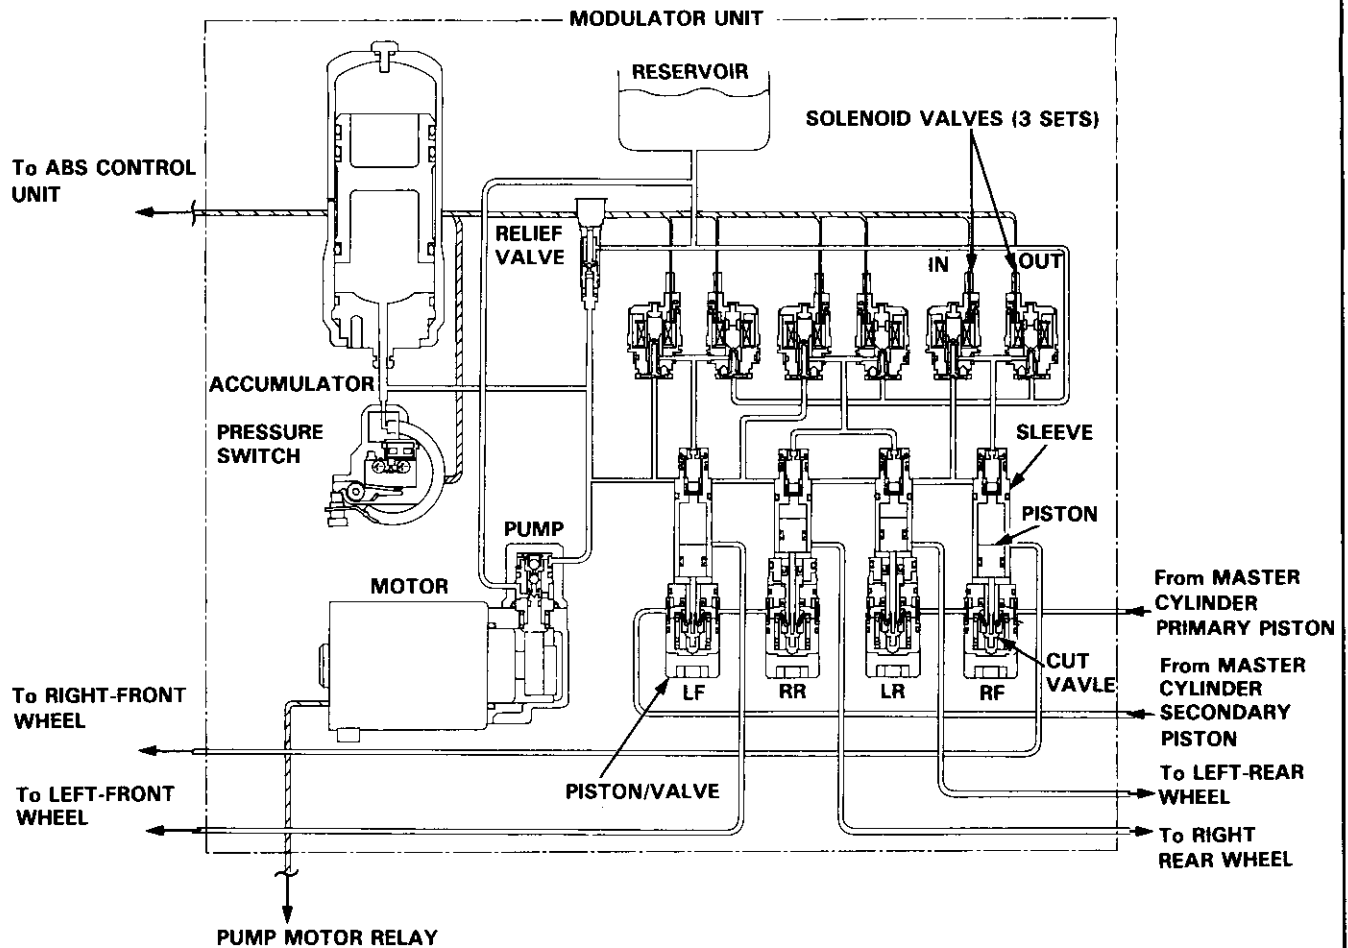 MODULATOR UNIT
RESERVOIR
SOLENOID VALVES (3 SETS)
To ABS CONTROL
UNIT
RELIEF
VALVE
IN
OUT
ACCUMULATOR
PRESSURE
SWITCH
SLEEVE
PISTON
PUMP
MOTOR
From MASTER
CYLINDER
PRIMARY PISTON
CUT
VAVLE
From MASTER
CYLINDER
SECONDARY
PISTON
LF
RR
LR
RF
To RIGHT-FRONT
WHEEL
PISTON/VALVE
To LEFT-REAR
WHEEL
To LEFT-FRONT
WHEEL
To RIGHT
REAR WHEEL
PUMP MOTOR RELAY